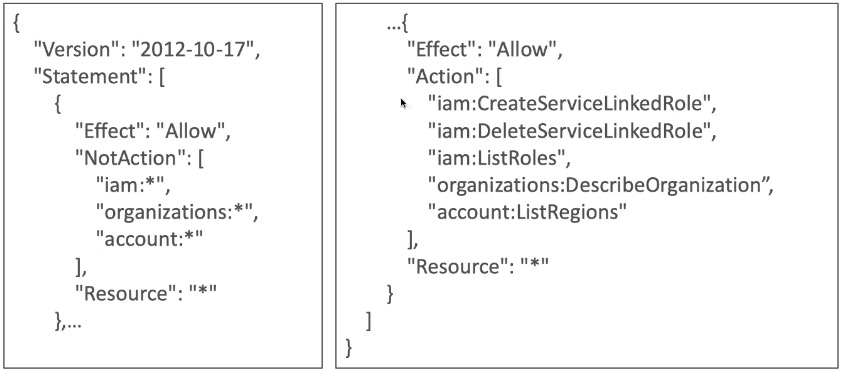 {
"Version": "2012-10-17",
"Statement": [
{
"Effect": "Allow",
"NotAction": [
"iam:*",
"organizations:*",
"account:*"
],
"Resource": "*"
},...
...{
"Effect": "Allow",
"Action": [
"iam:CreateServiceLinkedRole",
"iam:DeleteServiceLinkedRole",
"iam:ListRoles",
"organizations:DescribeOrganization”,
"account:ListRegions"
],
"Resource": "*"
}
]
}